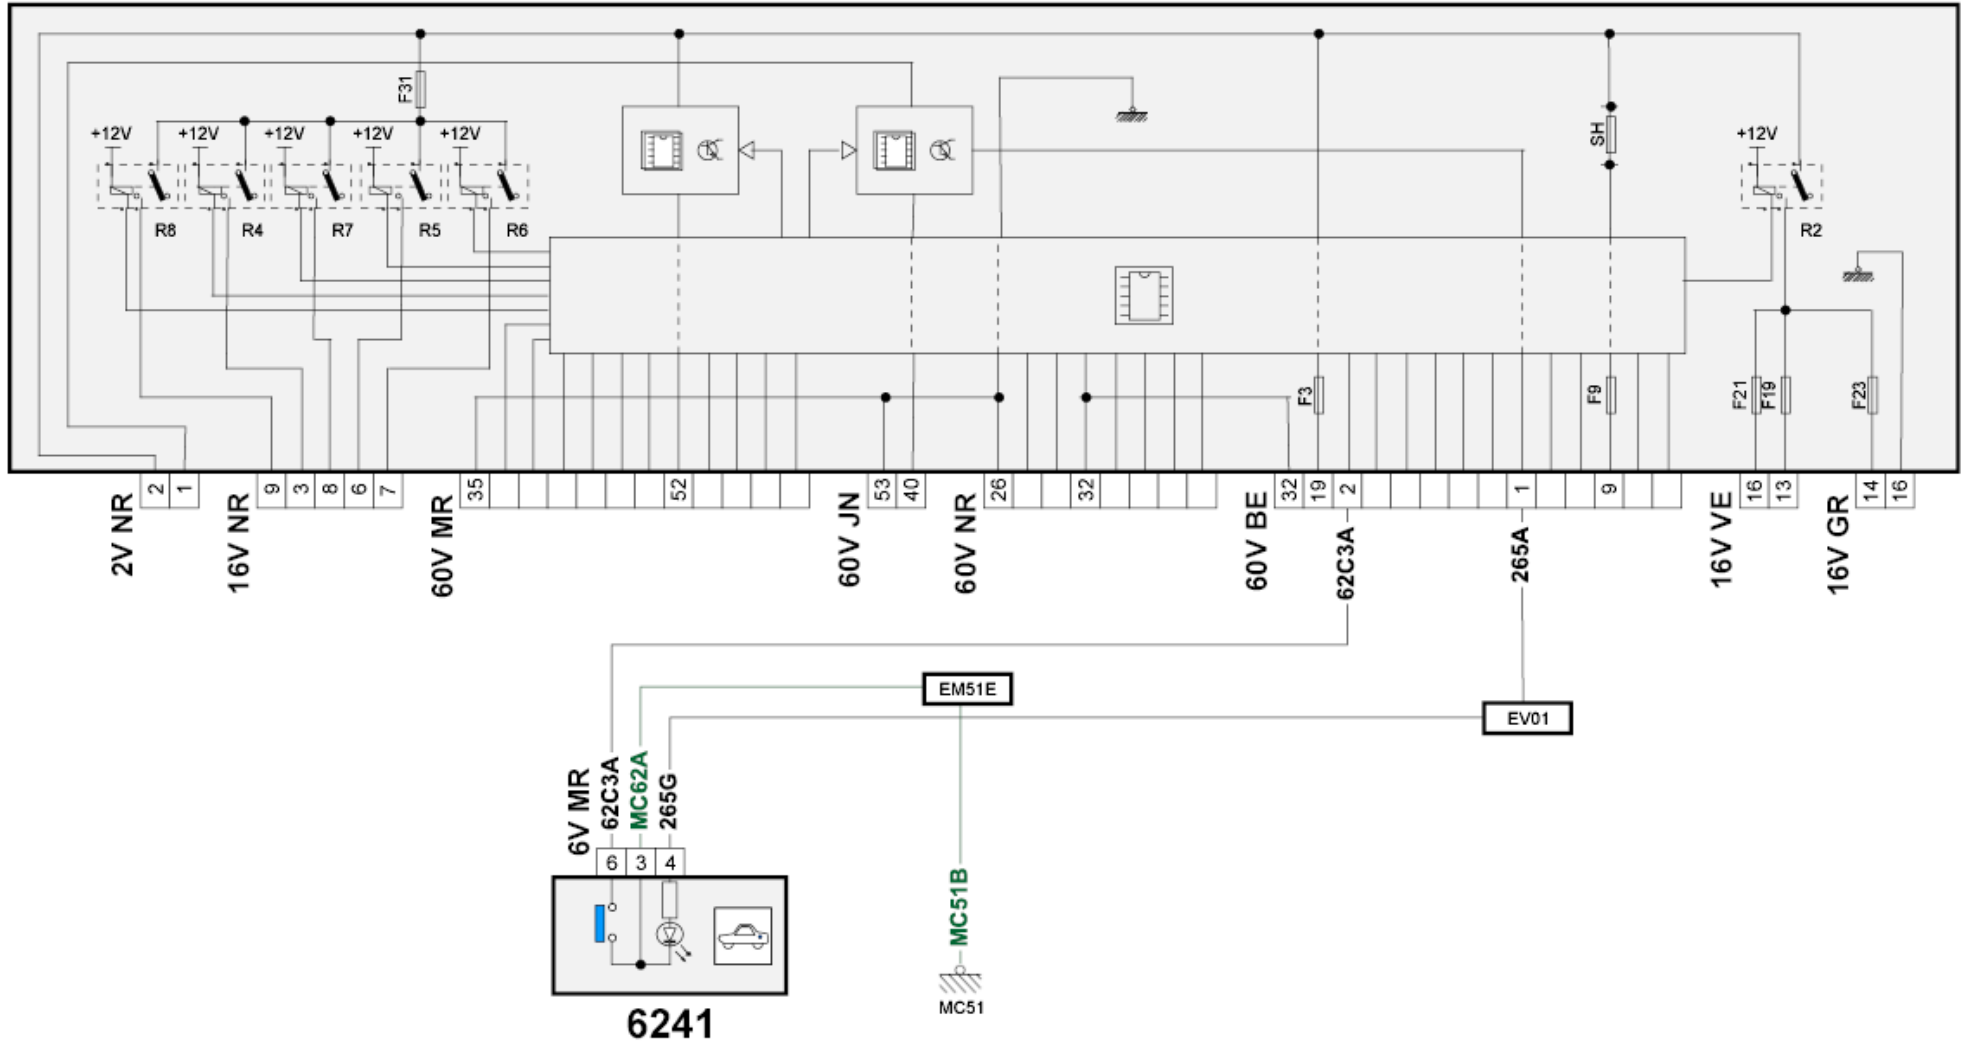 F31
SH
+12V +12V +12V +12V +12V +12V
R8 R4 R7 R5 R6 R2
F3 F9 F21 F19 F23
2V NR 2 1
16V NR 9 3 8 6 7
60V MR 35 52
60V JN 53 40
60V NR 26 32
60V BE 32 19 2 1 9
16V VE 16 13
16V GR 14 16
62C3A 265A
EM51E
EV01
6V MR 62C3A MC62A 265G
6 3 4
MC51B
MC51
6241